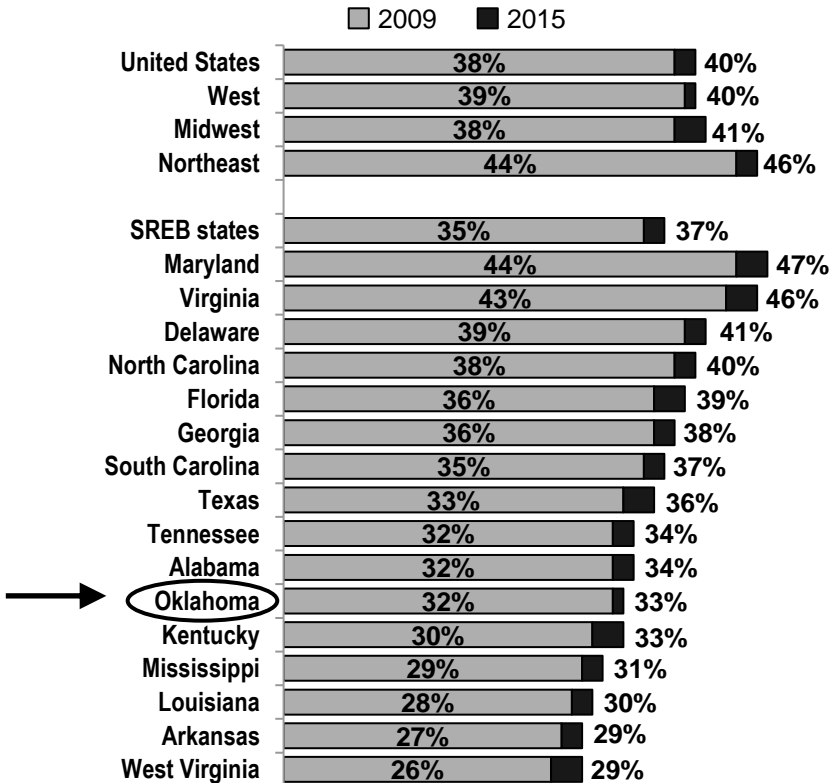 2009 2015
United States 38% 40%
West 39% 40%
Midwest 38% 41%
Northeast 44% 46%
SREB states 35% 37%
Maryland 44% 47%
Virginia 43% 46%
Delaware 39% 41%
North Carolina 38% 40%
Florida 36% 39%
Georgia 36% 38%
South Carolina 35% 37%
Texas 33% 36%
Tennessee 32% 34%
Alabama 32% 34%
Oklahoma 32% 33%
Kentucky 30% 33%
Mississippi 29% 31%
Louisiana 28% 30%
Arkansas 27% 29%
West Virginia 26% 29%